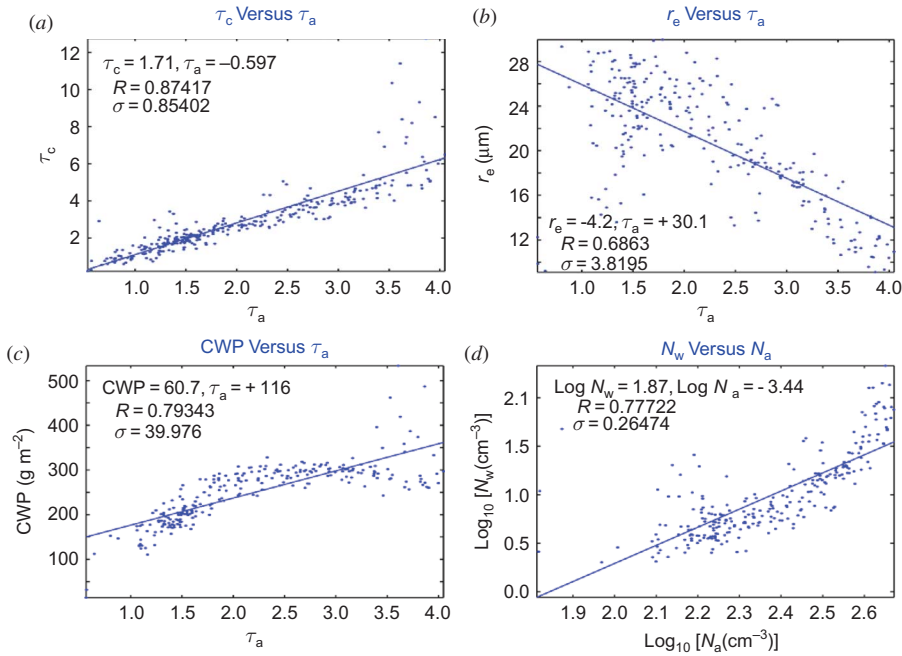 (a)
τc Versus τa
12
10
8
6
4
2
τc
τc = 1.71, τa = –0.597
R = 0.87417
σ = 0.85402
1.0 1.5 2.0 2.5 3.0 3.5 4.0
τa
(b)
re Versus τa
28
24
20
16
12
re (μm)
re = -4.2; τa = + 30.1
R = 0.6863
σ = 3.8195
1.0 1.5 2.0 2.5 3.0 3.5 4.0
τa
(c)
CWP Versus τa
500
400
300
200
100
CWP (g m–2)
CWP = 60.7, τa = + 116
R = 0.79343
σ = 39.976
1.0 1.5 2.0 2.5 3.0 3.5 4.0
τa
(d)
Nw Versus Na
2.1
1.5
1.0
0.5
0.0
Log10 [Nw(cm–3)]
Log Nw = 1.87, Log Na = - 3.44
R = 0.77722
σ = 0.26474
1.9 2.0 2.1 2.2 2.3 2.4 2.5 2.6
Log10 [Na(cm–3)]